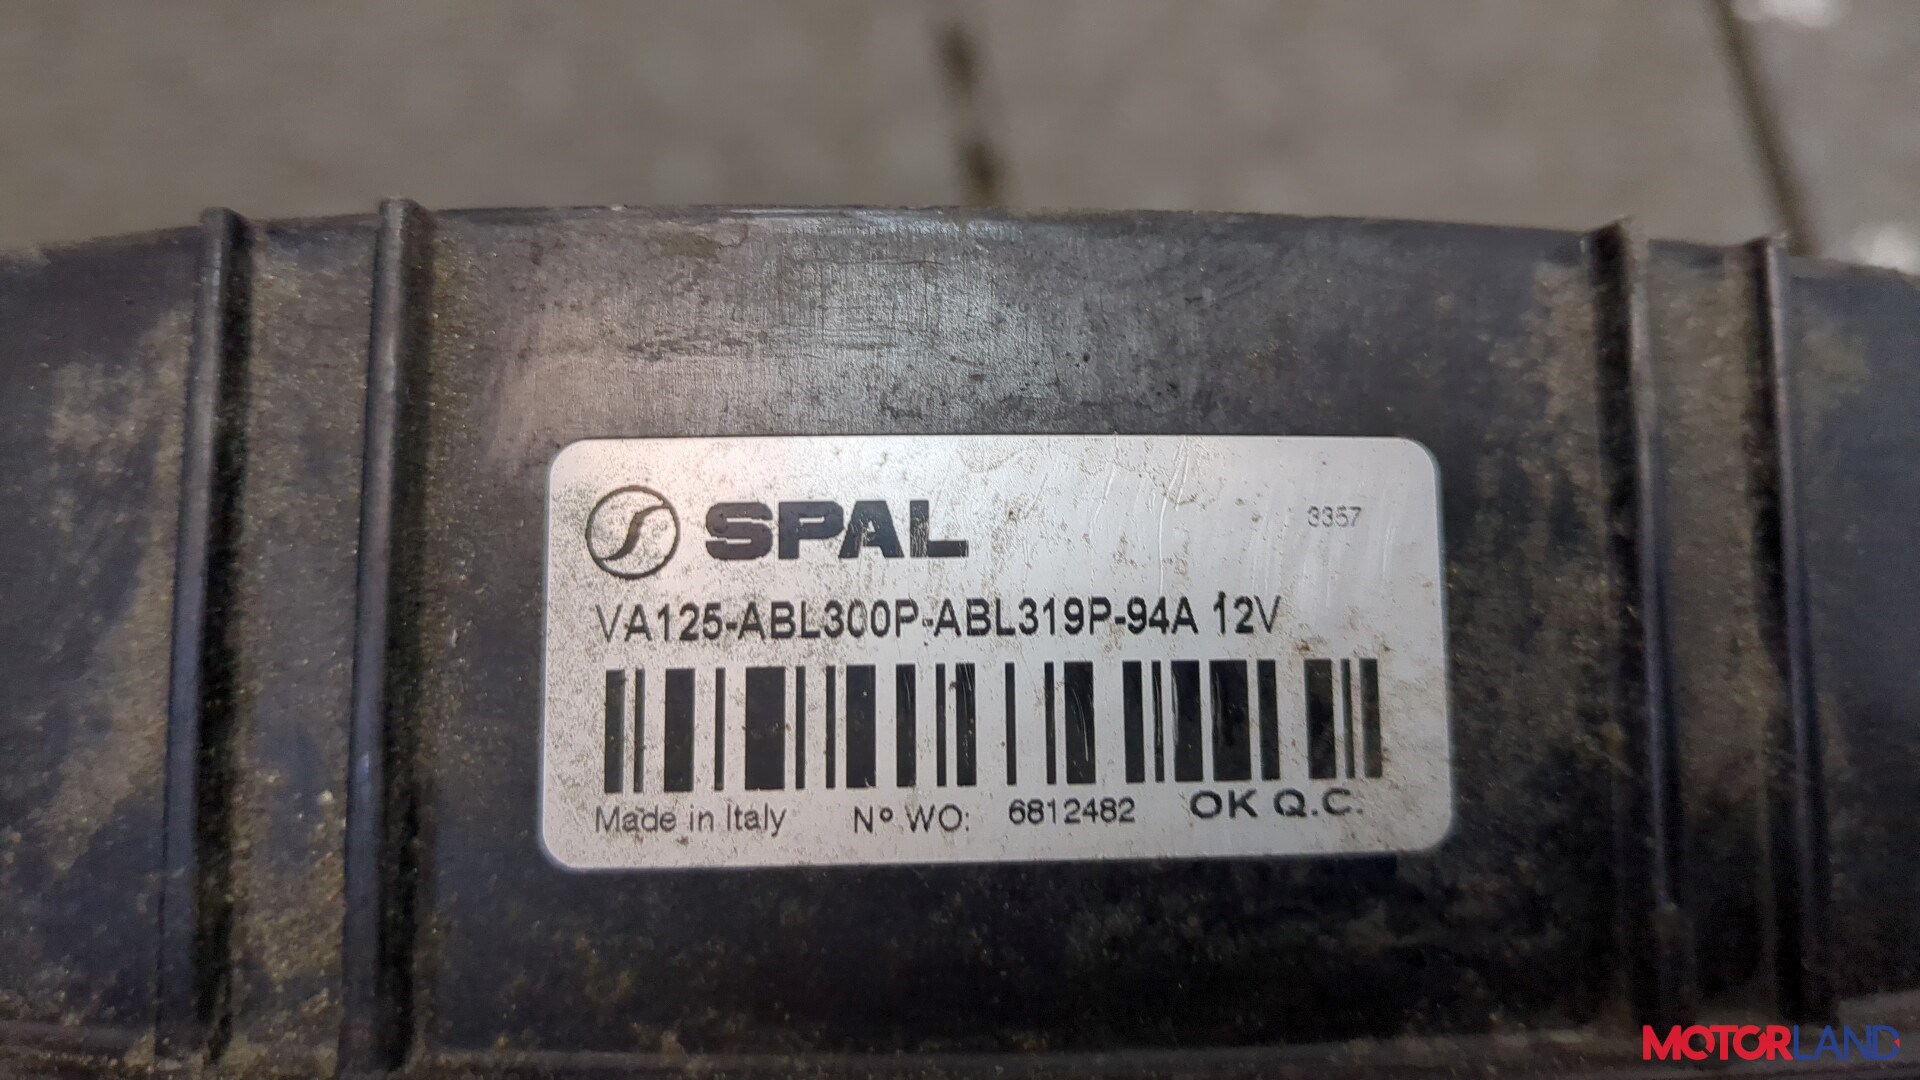 SPAL
3357
VA125-ABL300P-ABL319P-94A 12V
Made in Italy N° WO: 6812482 OK Q.C.
MOTORLAND